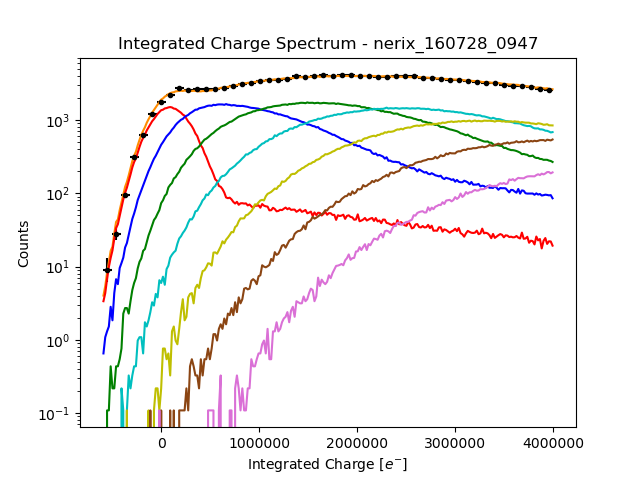 Integrated Charge Spectrum - nerix_160728_0947
Counts
10³
10²
10¹
10⁰
10⁻¹
0 1000000 2000000 3000000 4000000
Integrated Charge [e⁻]